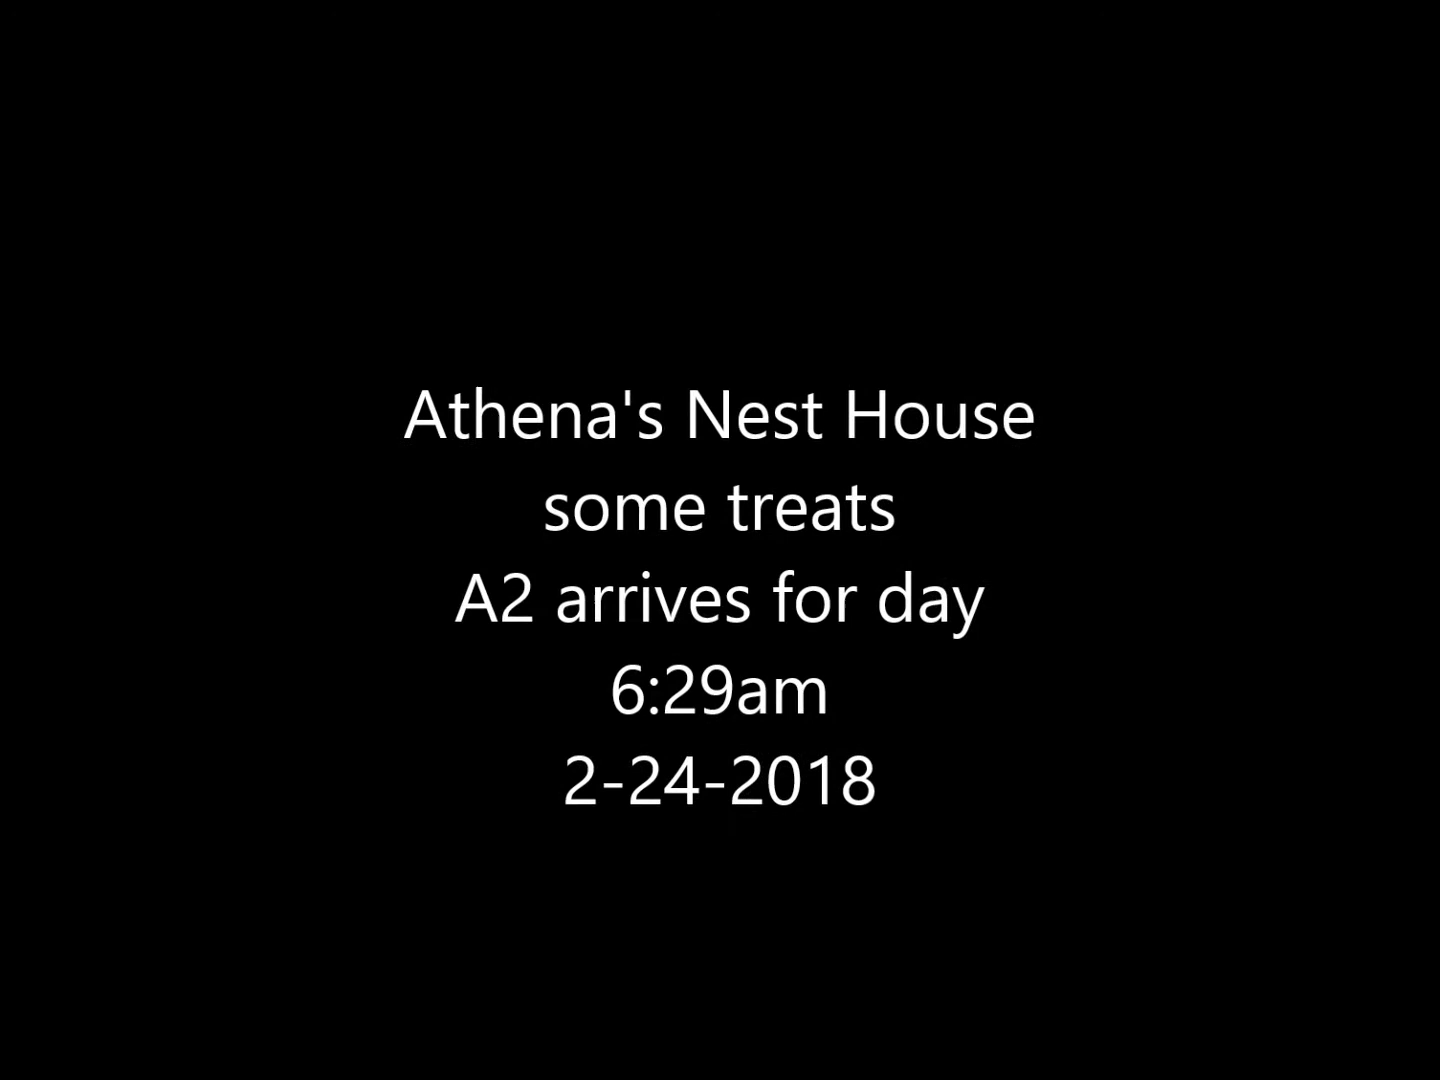 Athena's Nest House
some treats
A2 arrives for day
6:29am
2-24-2018